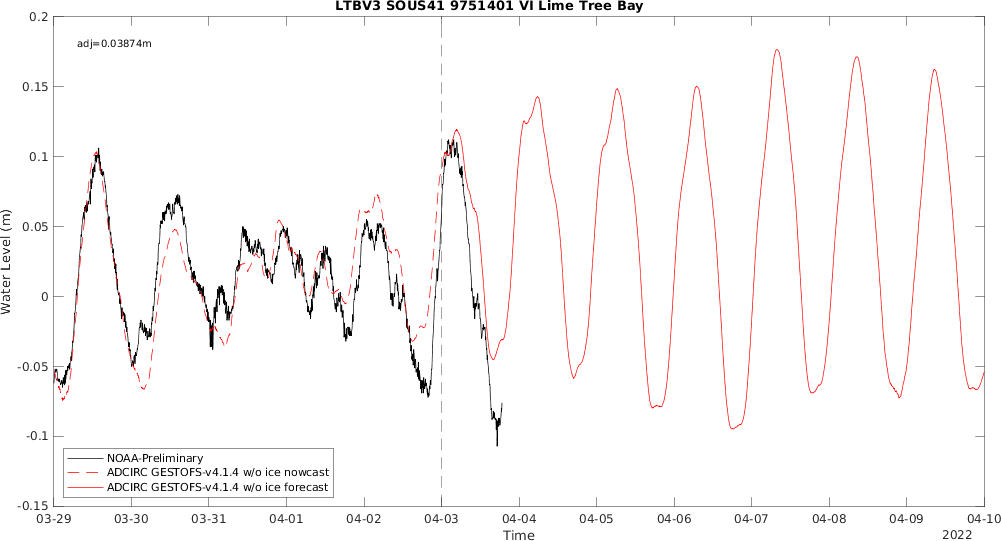 LTBV3 SOUS41 9751401 VI Lime Tree Bay
adj=0.03874m
0.2
0.15
0.1
0.05
0
-0.05
-0.1
-0.15
Water Level (m)
NOAA-Preliminary
ADCIRC GESTOFS-v4.1.4 w/o ice nowcast
ADCIRC GESTOFS-v4.1.4 w/o ice forecast
03-29 03-30 03-31 04-01 04-02 04-03 04-04 04-05 04-06 04-07 04-08 04-09 04-10
Time
2022